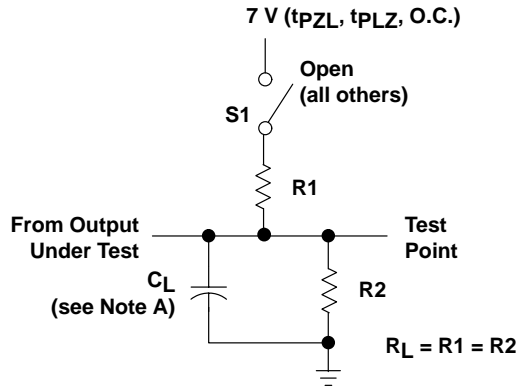 7 V (tPZL, tPLZ, O.C.)
Open
(all others)
S1
R1
From Output
Under Test
Test
Point
CL
(see Note A)
R2
RL = R1 = R2